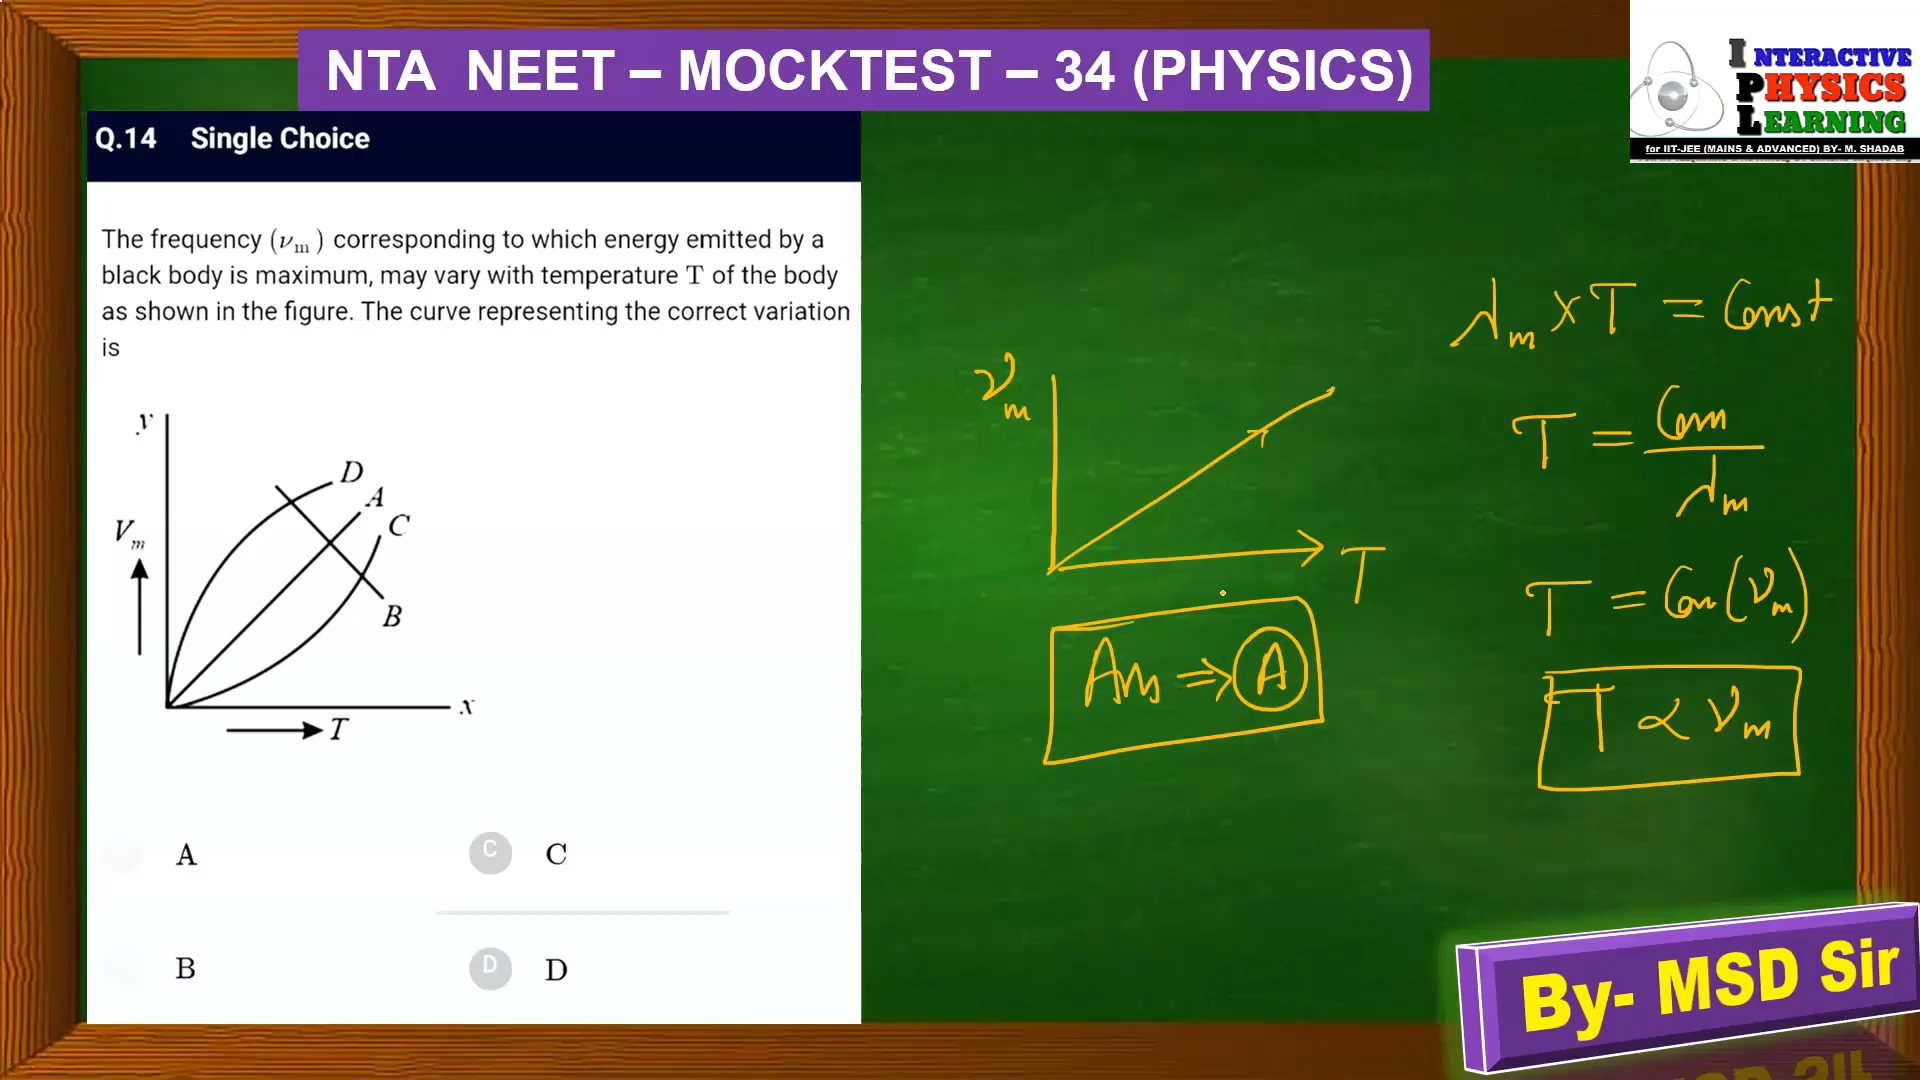 NTA NEET – MOCKTEST – 34 (PHYSICS)
INTERACTIVE
PHYSICS
LEARNING
for IIT-JEE (MAINS & ADVANCED) BY- M. SHADAB
Q.14 Single Choice
The frequency (νm) corresponding to which energy emitted by a
black body is maximum, may vary with temperature T of the body
as shown in the figure. The curve representing the correct variation
is
y
D
A
C
Vm
B
x
T
A
C C
B
D D
νm
T
Ans ⇒ A
λm × T = Const
T = Con
λm
T = Con (νm)
T ∝ νm
By- MSD Sir